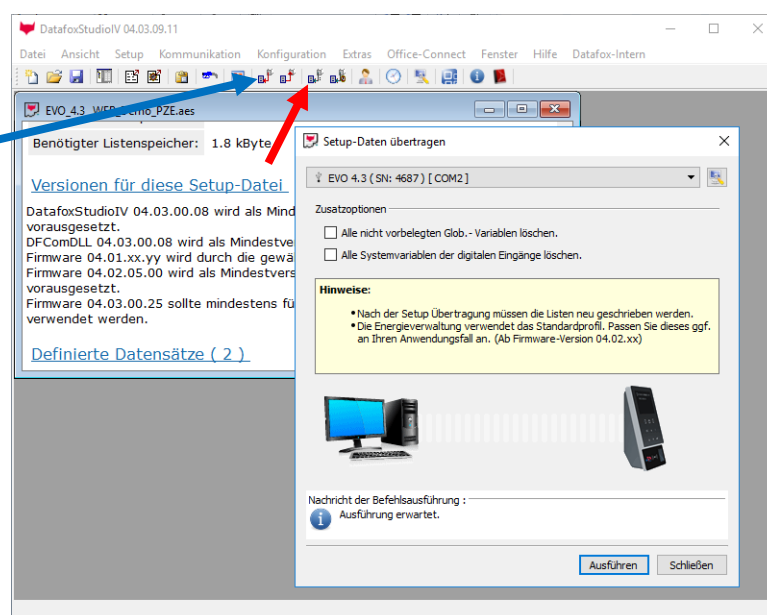 DatafoxStudioIV 04.03.09.11
Datei Ansicht Setup Kommunikation Konfiguration Extras Office-Connect Fenster Hilfe Datafox-Intern
EVO_4.3 PZE.aes
Benötigter Listenspeicher: 1.8 kByte
Versionen für diese Setup-Datei
DatafoxStudioIV 04.03.00.08 wird als Mind
vorausgesetzt.
DFComDLL 04.03.00.08 wird als Mindestve
Firmware 04.01.xx.yy wird durch die gewä
Firmware 04.02.05.00 wird als Mindestvers
vorausgesetzt.
Firmware 04.03.00.25 sollte mindestens fü
verwendet werden.
Definierte Datensätze ( 2 )
Setup-Daten übertragen
EVO 4.3 ( SN: 4687 ) [ COM2 ]
Zusatzoptionen
Alle nicht vorbelegten Glob.- Variablen löschen.
Alle Systemvariablen der digitalen Eingänge löschen.
Hinweise:
•Nach der Setup Übertragung müssen die Listen neu geschrieben werden.
•Die Energieverwaltung verwendet das Standardprofil. Passen Sie dieses ggf.
an Ihren Anwendungsfall an. (Ab Firmware-Version 04.02.xx)
Nachricht der Befehlsausführung :
Ausführung erwartet.
Ausführen Schließen